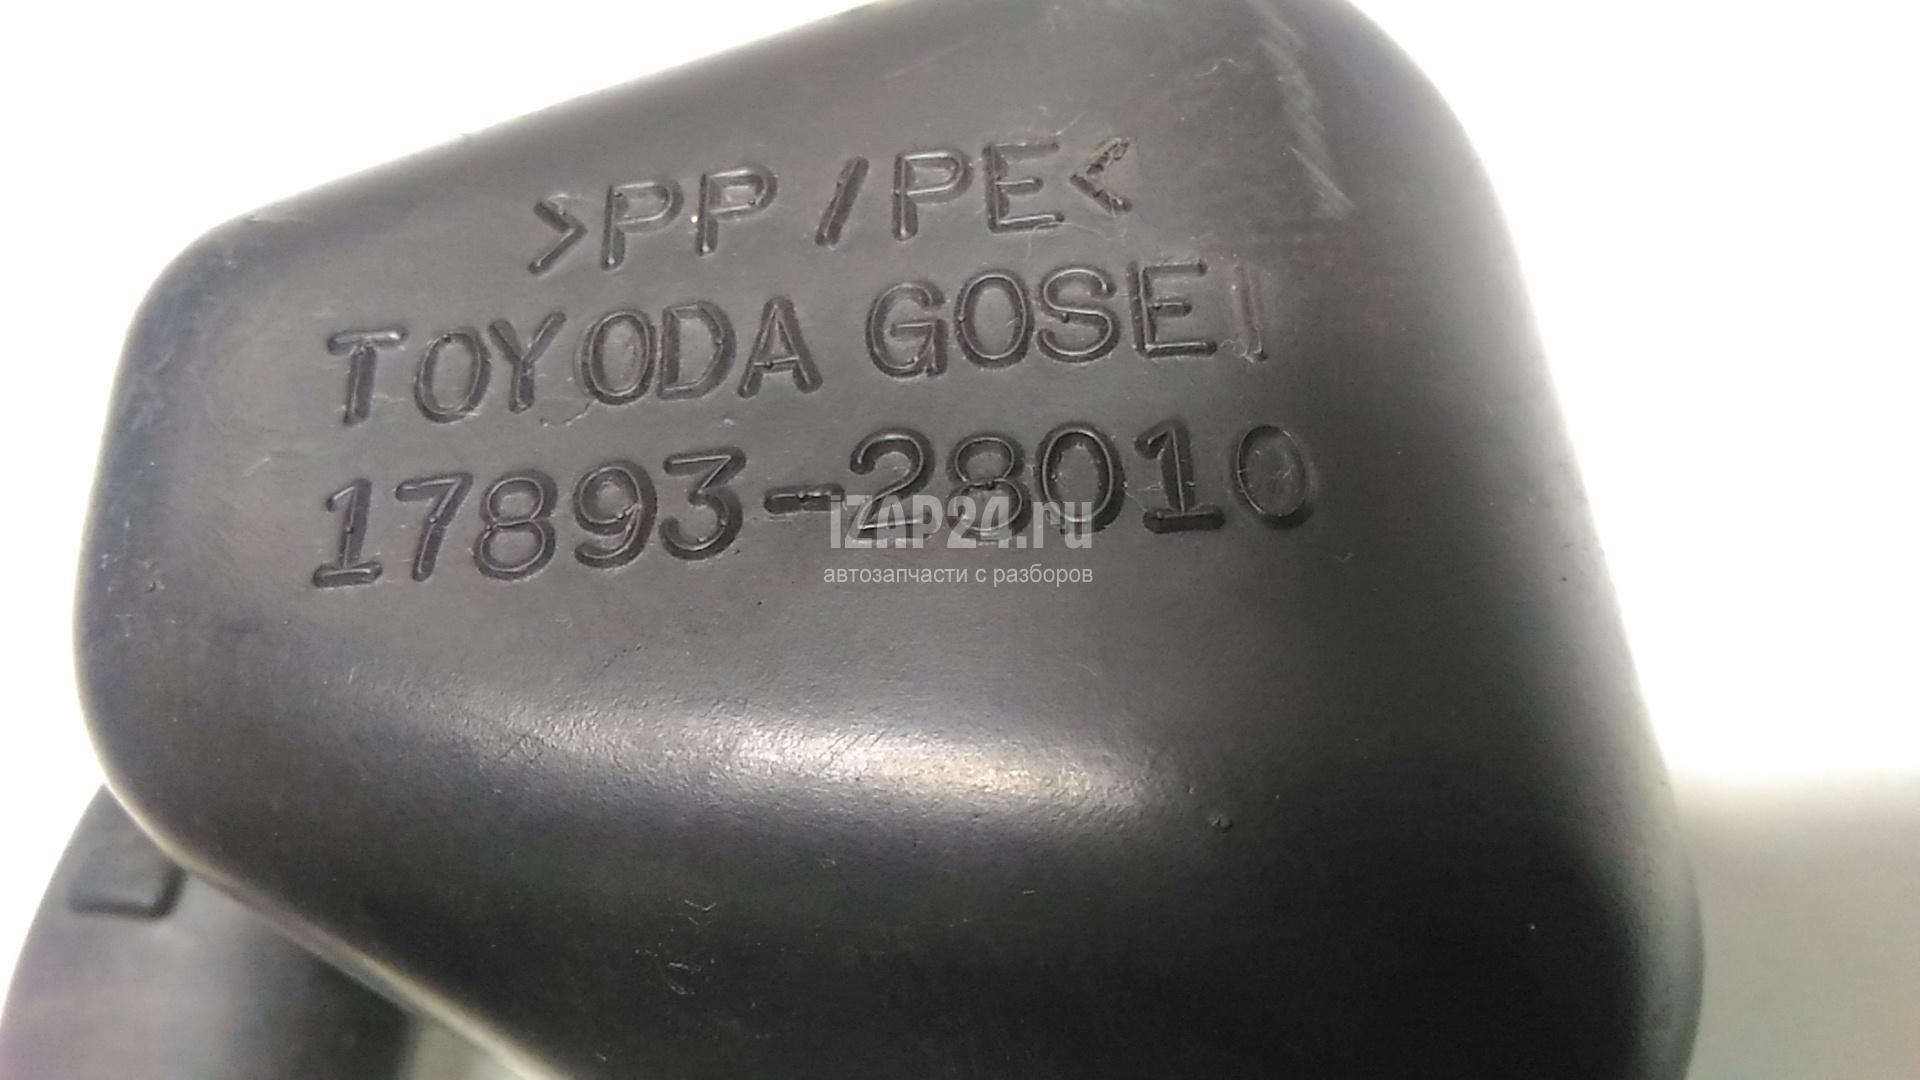 >PP/PE<
TOYODA GOSEI
17893-28010
iZAP24.ru
автозапчасти с разборов